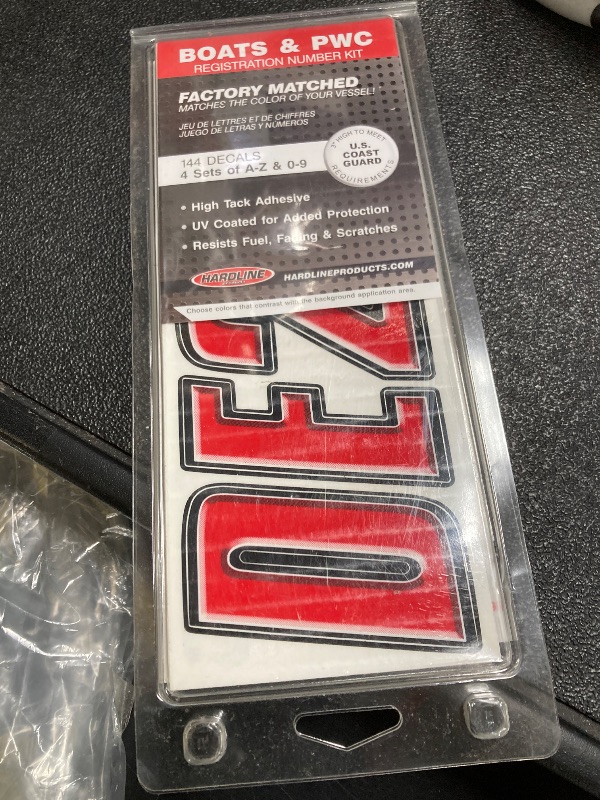 BOATS & PWC
REGISTRATION NUMBER KIT
FACTORY MATCHED
MATCHES THE COLOR OF YOUR VESSEL!
JEU DE LETTRES ET DE CHIFFRES
JUEGO DE LETRAS Y NÚMEROS
144 DECALS
4 Sets of A-Z & 0-9
3" HIGH TO MEET
U.S.
COAST
GUARD
REQUIREMENTS
• High Tack Adhesive
• UV Coated for Added Protection
• Resists Fuel, Fading & Scratches
HARDLINE
HARDLINEPRODUCTS.COM
Choose colors that contrast with the background application area.
D E